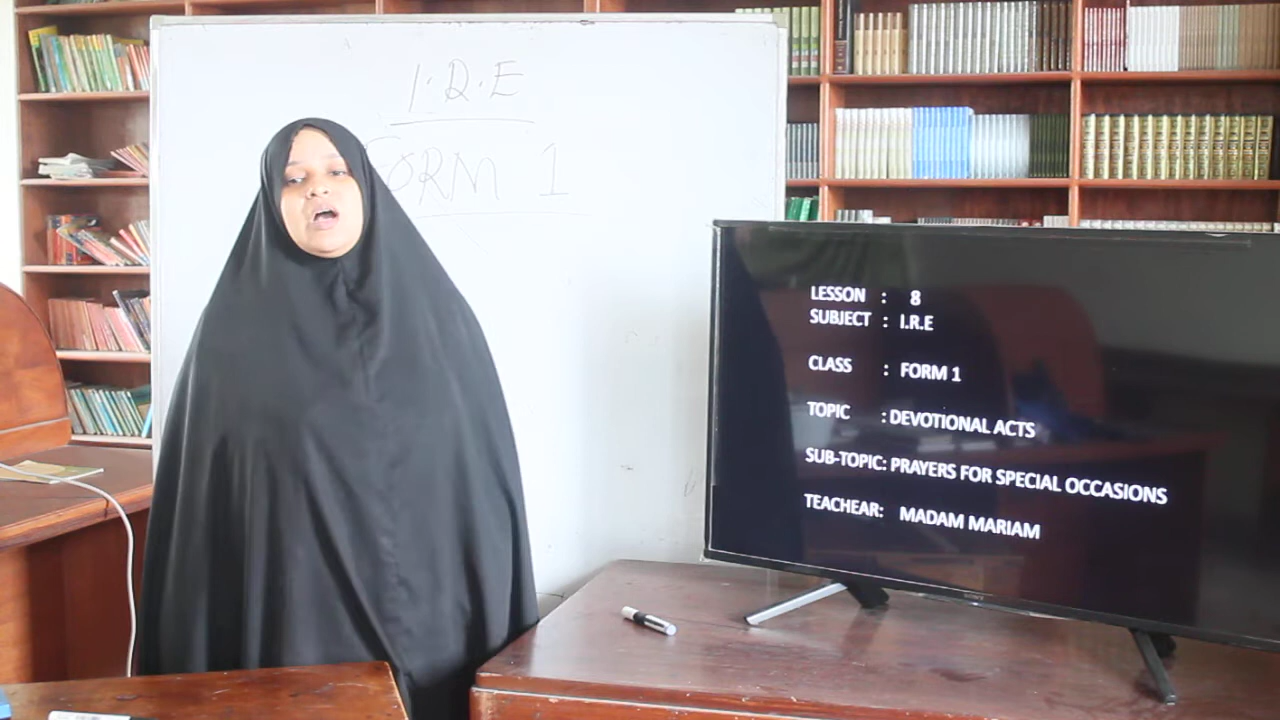 I.R.E
FORM 1
LESSON : 8
SUBJECT : I.R.E
CLASS : FORM 1
TOPIC : DEVOTIONAL ACTS
SUB-TOPIC: PRAYERS FOR SPECIAL OCCASIONS
TEACHEAR: MADAM MARIAM
SONY